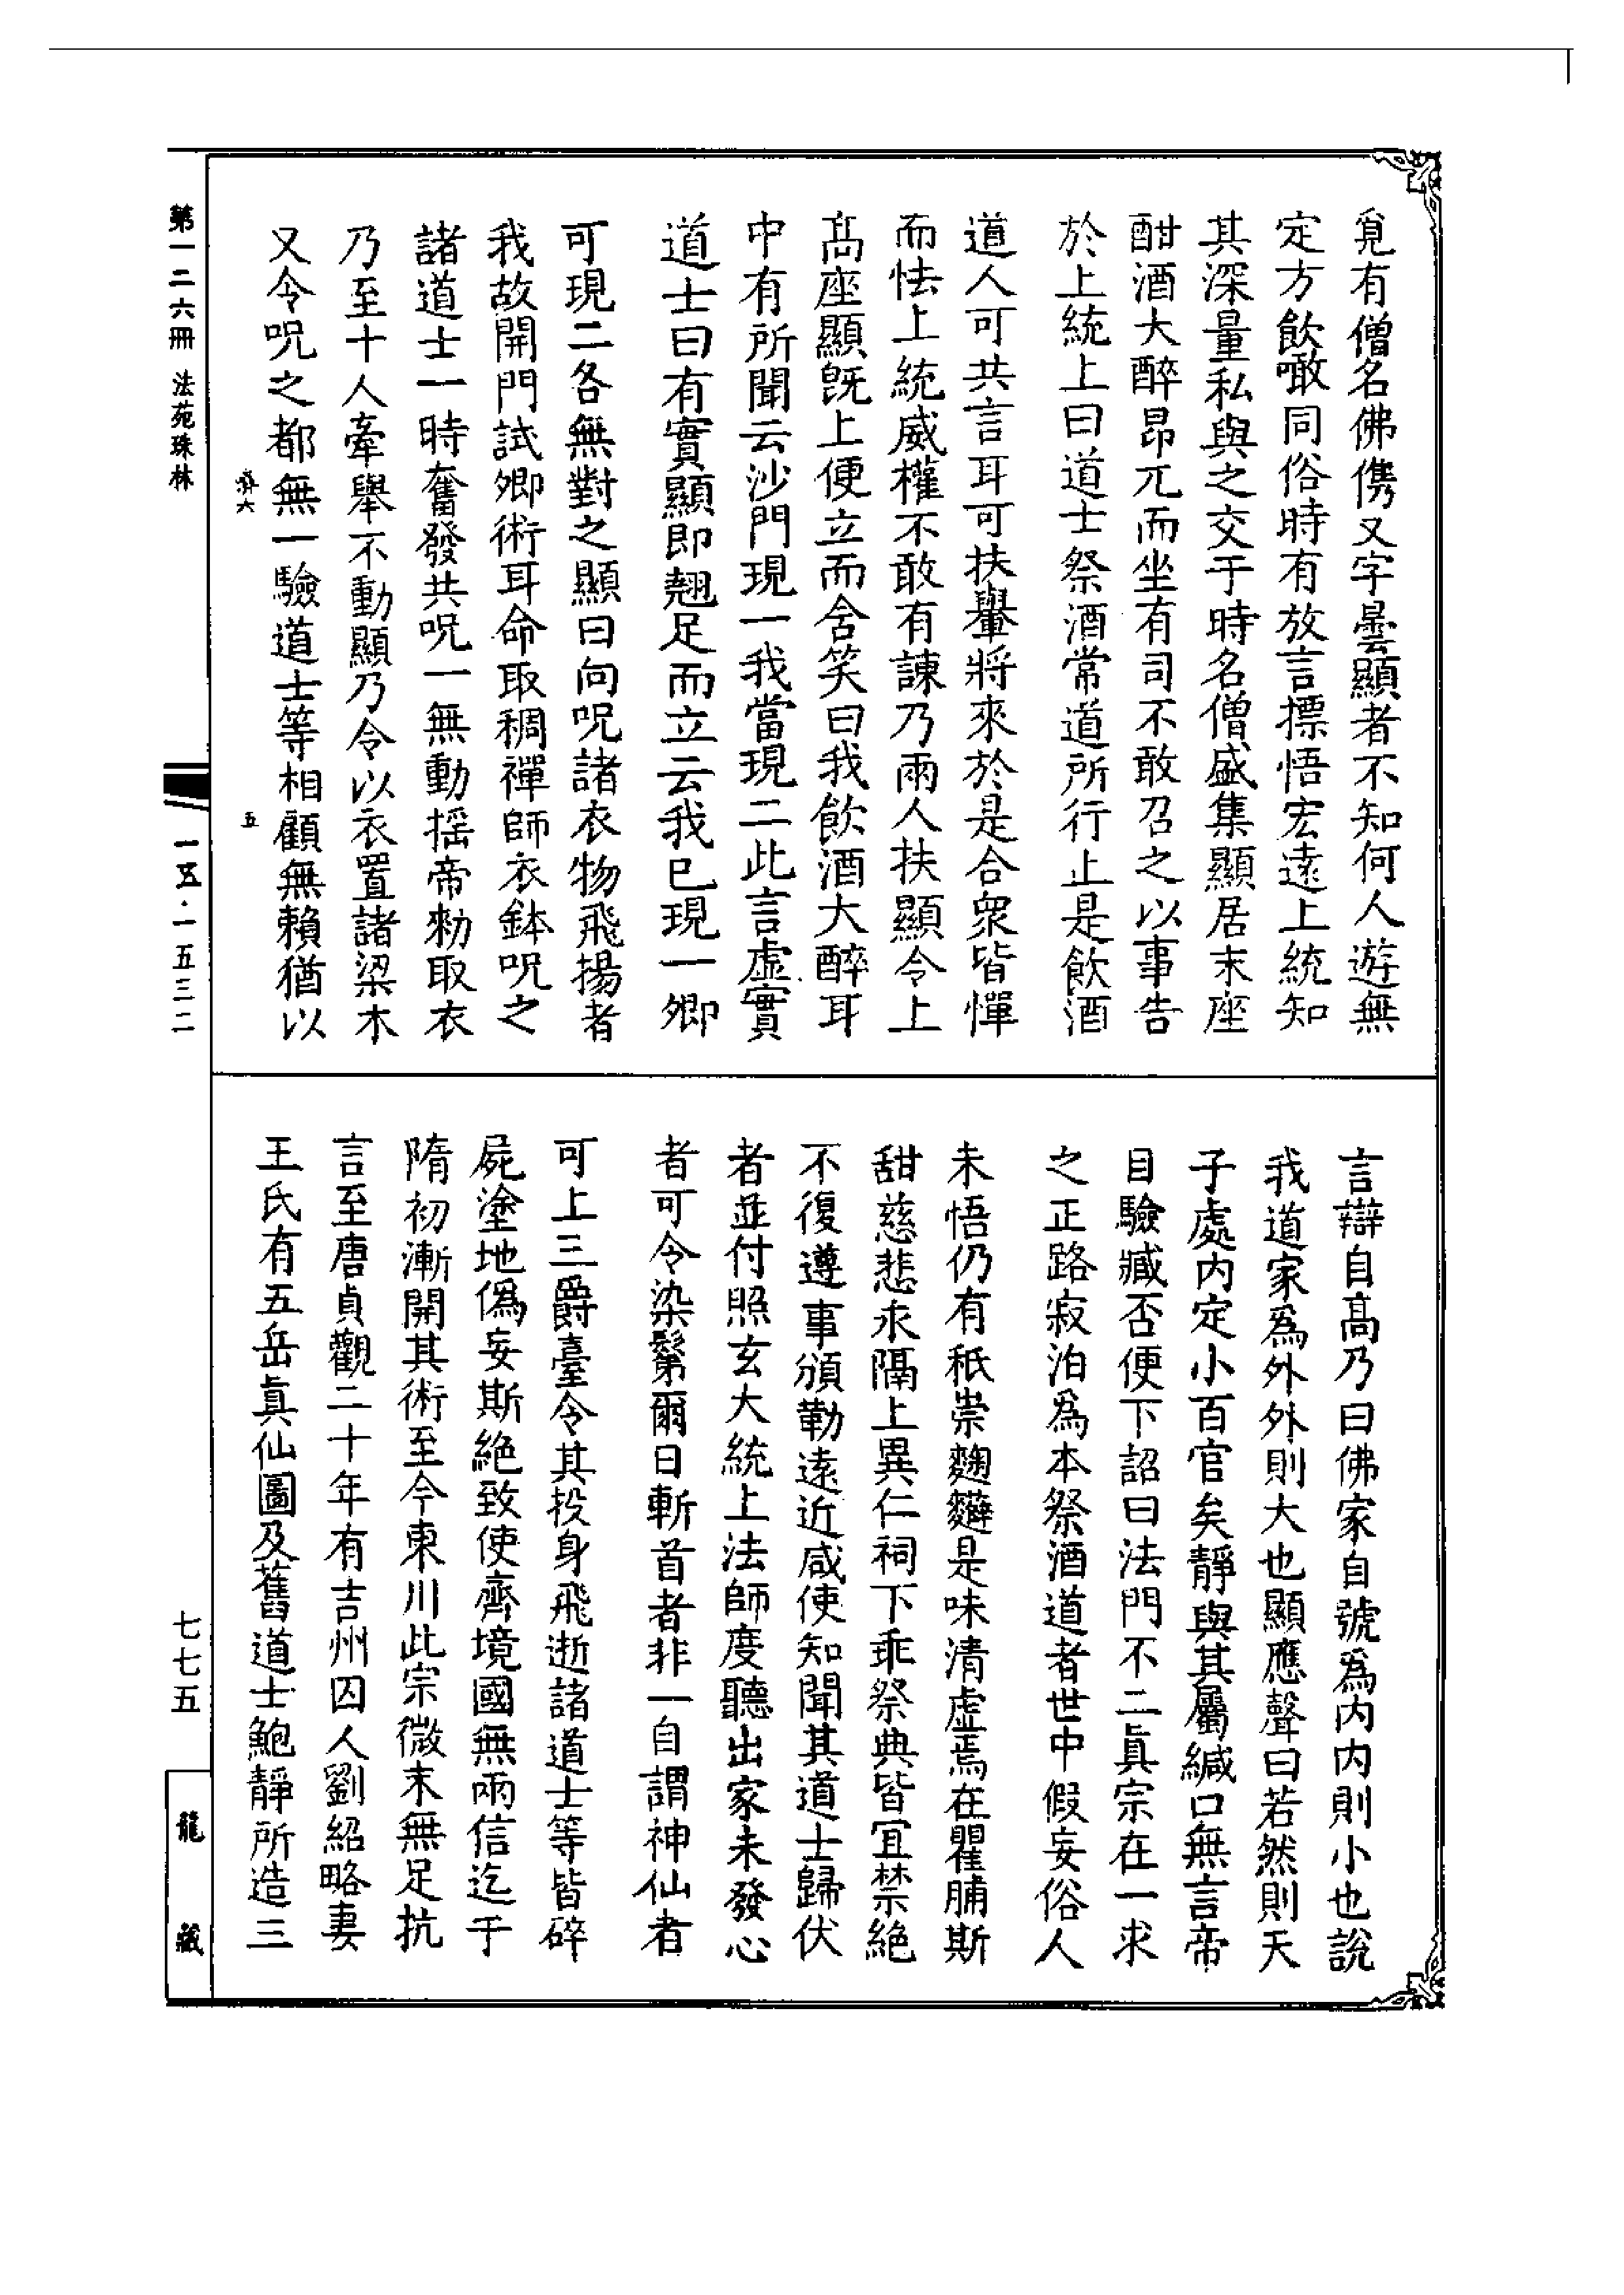 覓有僧名佛儁又字曇顯者不知何人遊無
定方飲噉同俗時有放言摽悟宏遠上統知
其深量私與之交于時名僧盛集顯居末座
酣酒大醉昂兀而坐有司不敢召之以事告
於上統上曰道士祭酒常道所行止是飲酒
道人可共言耳可扶轝將來於是合衆皆憚
而怯上統威權不敢有諫乃兩人扶顯令上
髙座顯旣上便立而含笑曰我飲酒大醉耳
中有所聞云沙門現一我當現二此言虛實
道士曰有實顯即翹足而立云我已現一卿
可現二各無對之顯曰向呪諸衣物飛揚者
我故開門試卿術耳命取稠禪師衣鉢呪之
諸道士一時奮發共呪一無動揺帝勑取衣
乃至十人牽舉不動顯乃令以衣置諸梁木
又令呪之都無一驗道士等相顧無賴猶以
言辯自髙乃曰佛家自號爲内内則小也說
我道家爲外外則大也顯應聲曰若然則天
子處内定小百官矣靜與其屬緘口無言帝
目驗臧否便下詔曰法門不二眞宗在一求
之正路寂泊爲本祭酒道者世中假妄俗人
未悟仍有秖崇麴糵是味清虛焉在瞿脯斯
甜慈悲永隔上異仁祠下乖祭典皆宜禁絶
不復遵事頒勒遠近咸使知聞其道士歸伏
者並付照玄大統上法師度聽出家未發心
者可令染鬀爾日斬首者非一自謂神仙者
可上三爵臺令其投身飛逝諸道士等皆碎
屍塗地僞妄斯絶致使齊境國無兩信迄于
隋初漸開其術至今東川此宗微末無足抗
言至唐貞觀二十年有吉州囚人劉紹略妻
王氏有五岳眞仙圖及舊道士鮑靜所造三
第一二六冊 法苑珠林
五
一五·一五三二
七七五
龍藏